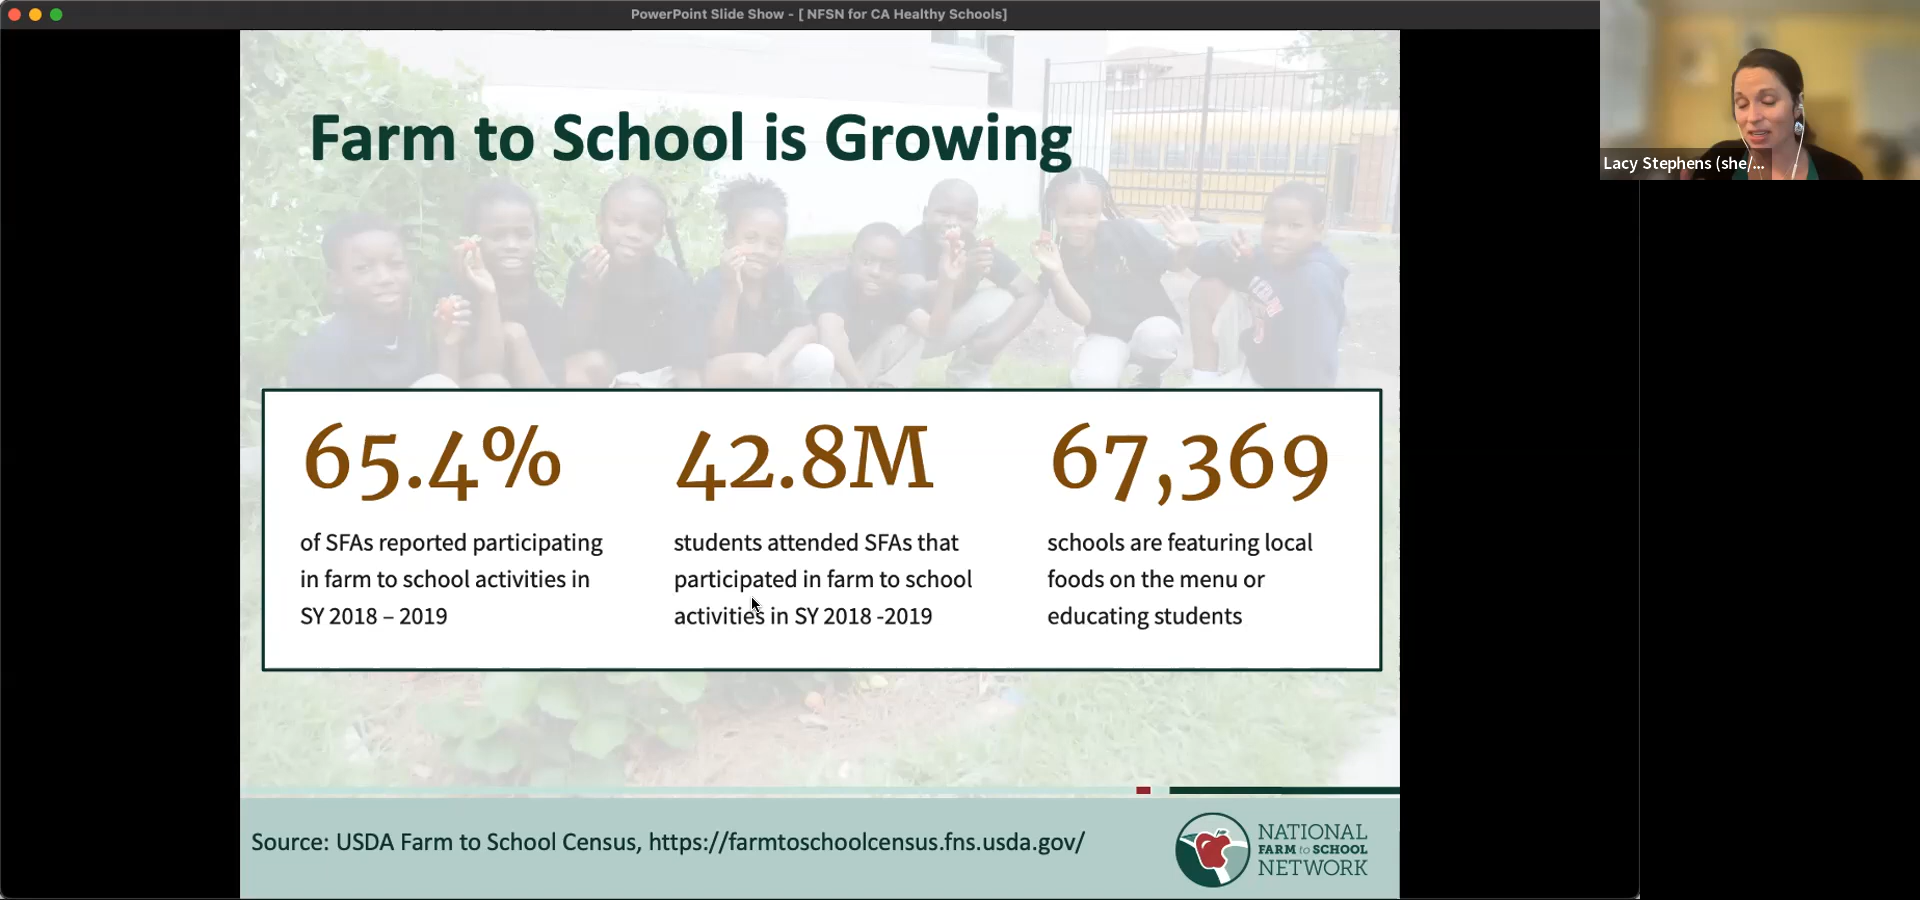 PowerPoint Slide Show - [ NFSN for CA Healthy Schools]
Lacy Stephens (she/...
Farm to School is Growing
65.4%
of SFAs reported participating
in farm to school activities in
SY 2018 – 2019
42.8M
students attended SFAs that
participated in farm to school
activities in SY 2018 -2019
67,369
schools are featuring local
foods on the menu or
educating students
Source: USDA Farm to School Census, https://farmtoschoolcensus.fns.usda.gov/
NATIONAL
FARM to SCHOOL
NETWORK